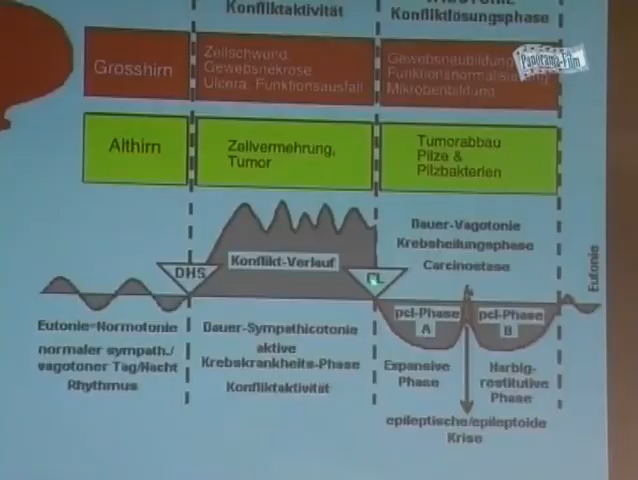 Konfliktaktivität
Konfliktlösungsphase
Panorama-Film
Grosshirn
Zellschwund,
Gewebsnekrose
Ulcera, Funktionsausfall
Gewebsneubildung
Funktionsnormalisierung
Mikrobenbildung
Althirn
Zellvermehrung,
Tumor
Tumorabbau
Pilze &
Pilzbakterien
Dauer-Vagotonie
Krebsheilungsphase
Carcinostase
Konflikt-Verlauf
DHS
CL
Eutonie
pcl-Phase
A
pcl-Phase
B
Eutonie=Normotonie
normaler sympath./
vagotoner Tag/Nacht
Rhythmus
Dauer-Sympathicotonie
aktive
Krebskrankheits-Phase
Konfliktaktivität
Expansive
Phase
Narbig-
restitutive
Phase
epileptische/epileptoide
Krise